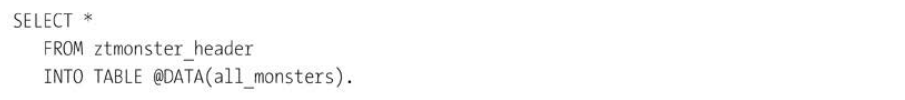 SELECT *
FROM ztmonster_header
INTO TABLE @DATA(all_monsters).